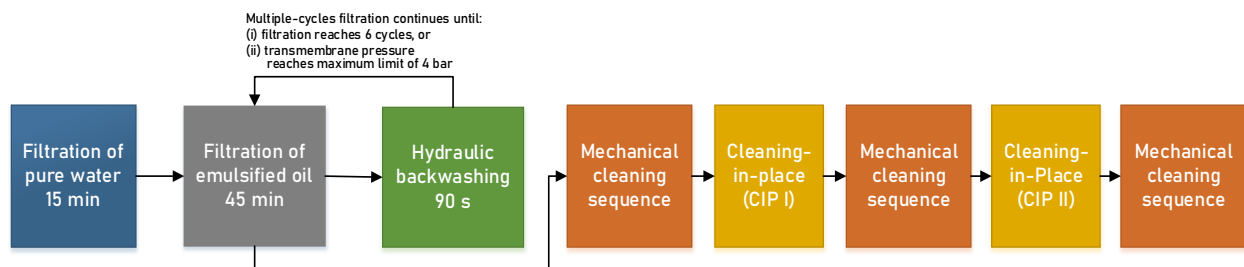 Multiple-cycles filtration continues until:
(i) filtration reaches 6 cycles, or
(ii) transmembrane pressure
reaches maximum limit of 4 bar
Filtration of
pure water
15 min
Filtration of
emulsified oil
45 min
Hydraulic
backwashing
90 s
Mechanical
cleaning
sequence
Cleaning-
in-place
(CIP I)
Mechanical
cleaning
sequence
Cleaning-
in-Place
(CIP II)
Mechanical
cleaning
sequence